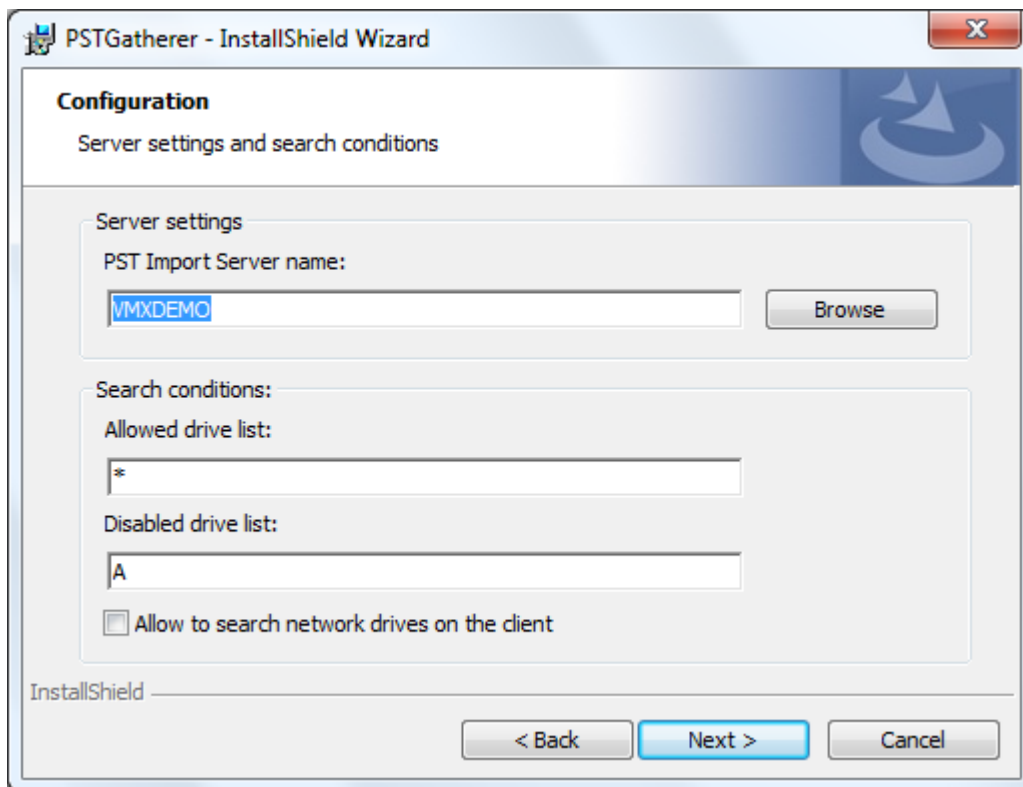 PSTGatherer - InstallShield Wizard
Configuration
Server settings and search conditions
Server settings
PST Import Server name:
VMXDEMO
Browse
Search conditions:
Allowed drive list:
*
Disabled drive list:
A
Allow to search network drives on the client
InstallShield
< Back
Next >
Cancel